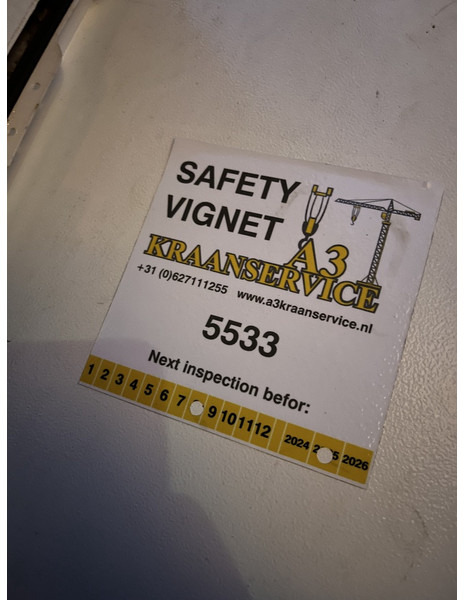 SAFETY
VIGNET
A3
KRAANSERVICE
+31 (0)627111255 www.a3kraanservice.nl
5533
Next inspection befor:
1 2 3 4 5 6 7 9 10 11 12 2024 2026